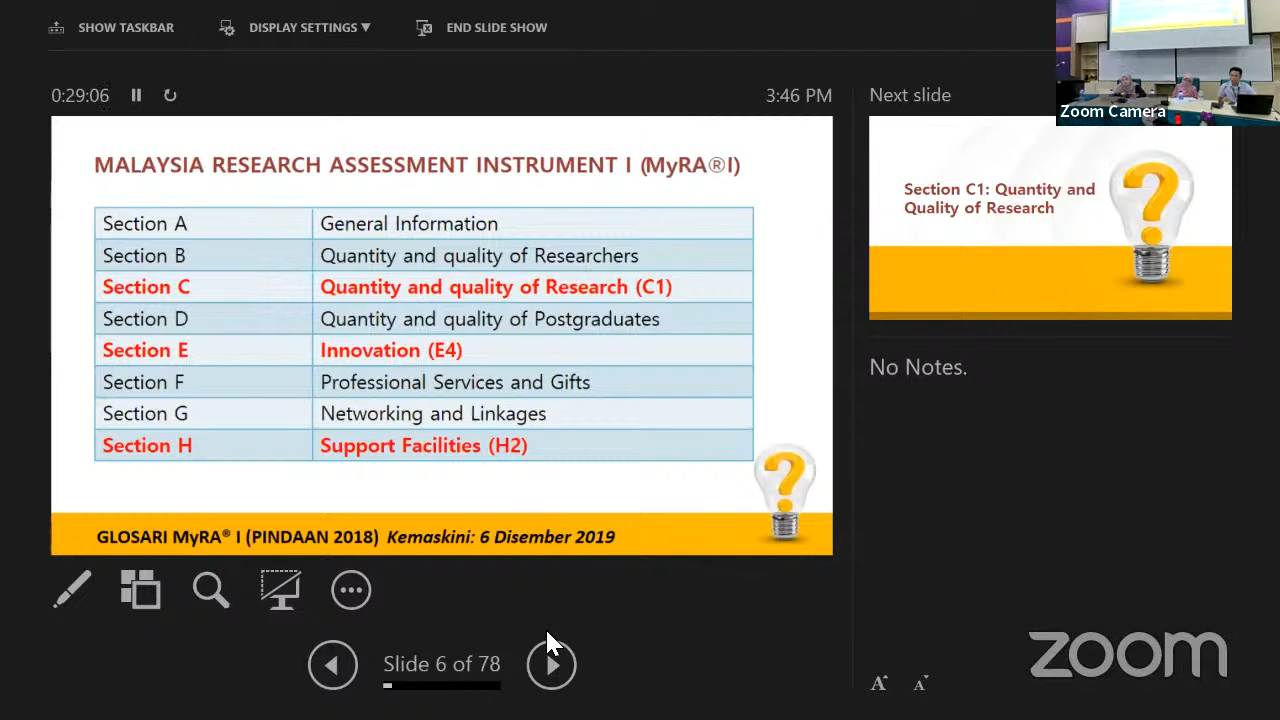 SHOW TASKBAR DISPLAY SETTINGS ▼ END SLIDE SHOW
0:29:06 3:46 PM Next slide
Zoom Camera
MALAYSIA RESEARCH ASSESSMENT INSTRUMENT I (MyRA®I)
Section A General Information
Section B Quantity and quality of Researchers
Section C Quantity and quality of Research (C1)
Section D Quantity and quality of Postgraduates
Section E Innovation (E4)
Section F Professional Services and Gifts
Section G Networking and Linkages
Section H Support Facilities (H2)
GLOSARI MyRA® I (PINDAAN 2018) Kemaskini: 6 Disember 2019
Section C1: Quantity and
Quality of Research
No Notes.
Slide 6 of 78
A A
zoom